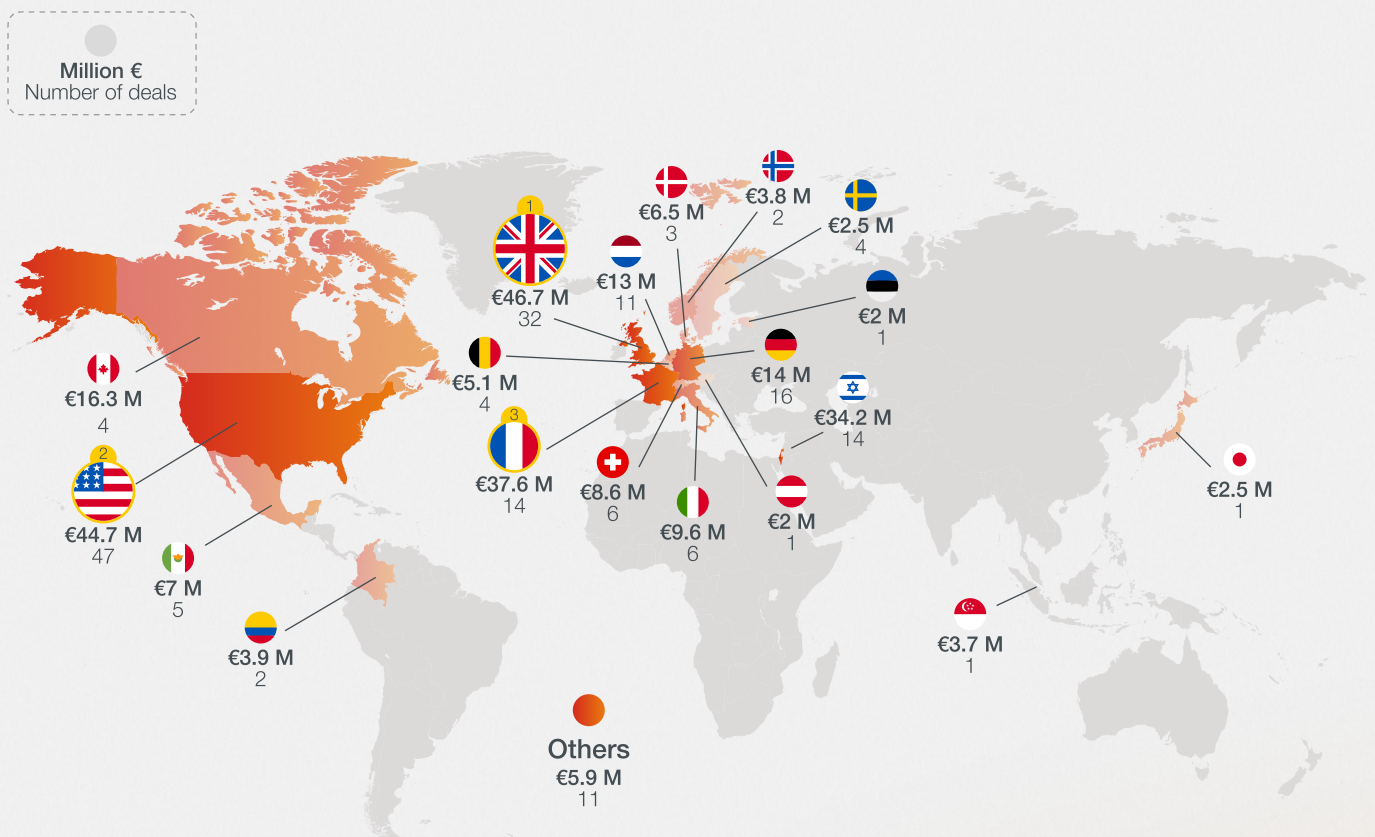 Million €
Number of deals
€3.8 M
2
€6.5 M
3
€2.5 M
4
1
€46.7 M
32
€13 M
11
€2 M
1
€16.3 M
4
€5.1 M
4
€14 M
16
€34.2 M
14
2
€44.7 M
47
3
€37.6 M
14
€8.6 M
6
€9.6 M
6
€2 M
1
€2.5 M
1
€7 M
5
€3.9 M
2
€3.7 M
1
Others
€5.9 M
11